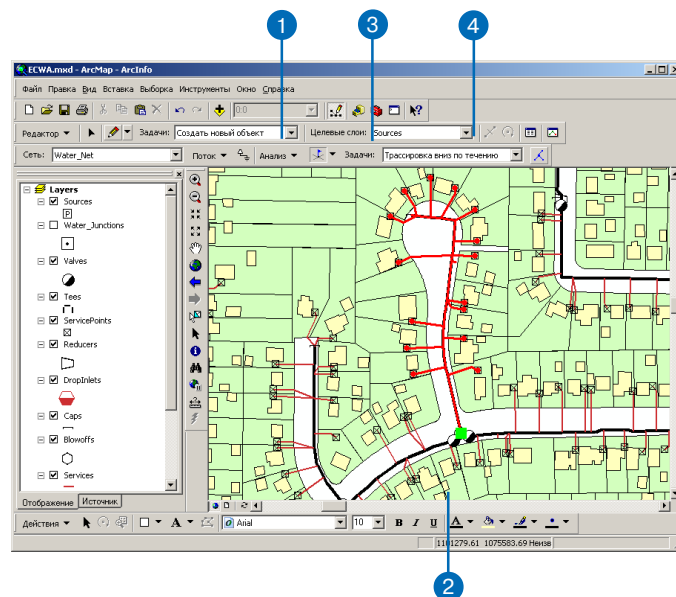 1
3
4
ECWA.mxd - ArcMap - ArcInfo
Файл Правка Вид Вставка Выборка Инструменты Окно Справка
0:0
Редактор Задачи: Создать новый объект Целевые слои: Sources
Сеть: Water_Net Поток Анализ Задачи: Трассировка вниз по течению
Layers
Sources
P
Water_Junctions
Valves
Tees
ServicePoints
Reducers
DropInlets
Caps
Blowoffs
Services
Отображение Источник
Действия A Arial 10 B I U A
1101279.61 1075583.69 Неизв
2